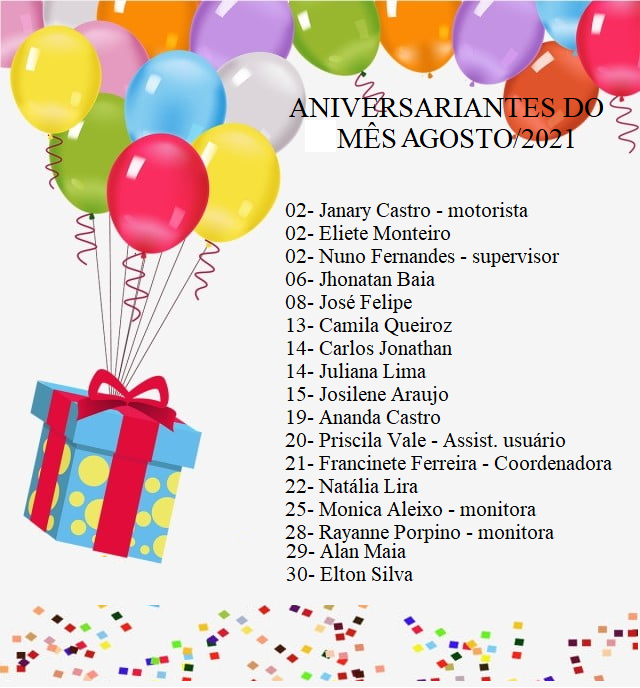 ANIVERSARIANTES DO
MÊS AGOSTO/2021
02- Janary Castro - motorista
02- Eliete Monteiro
02- Nuno Fernandes - supervisor
06- Jhonatan Baia
08- José Felipe
13- Camila Queiroz
14- Carlos Jonathan
14- Juliana Lima
15- Josilene Araujo
19- Ananda Castro
20- Priscila Vale - Assist. usuário
21- Francinete Ferreira - Coordenadora
22- Natália Lira
25- Monica Aleixo - monitora
28- Rayanne Porpino - monitora
29- Alan Maia
30- Elton Silva